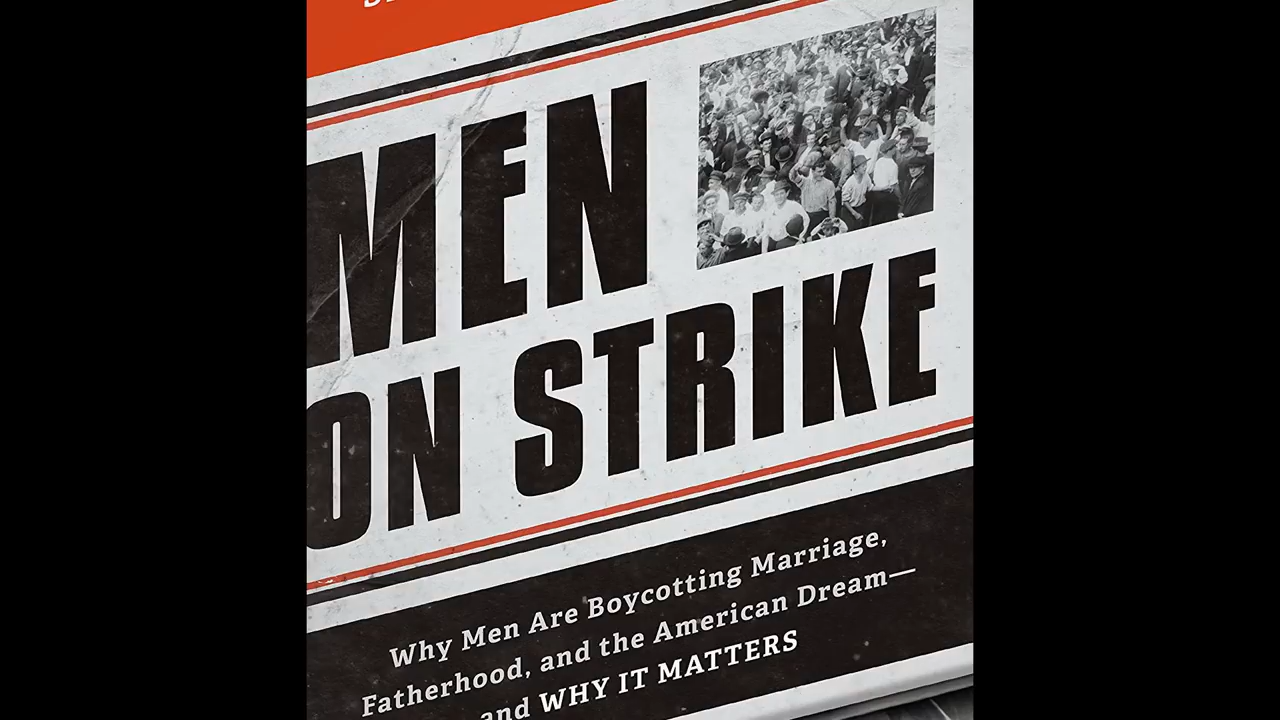 MEN
ON STRIKE
Why Men Are Boycotting Marriage,
Fatherhood, and the American Dream—
and WHY IT MATTERS